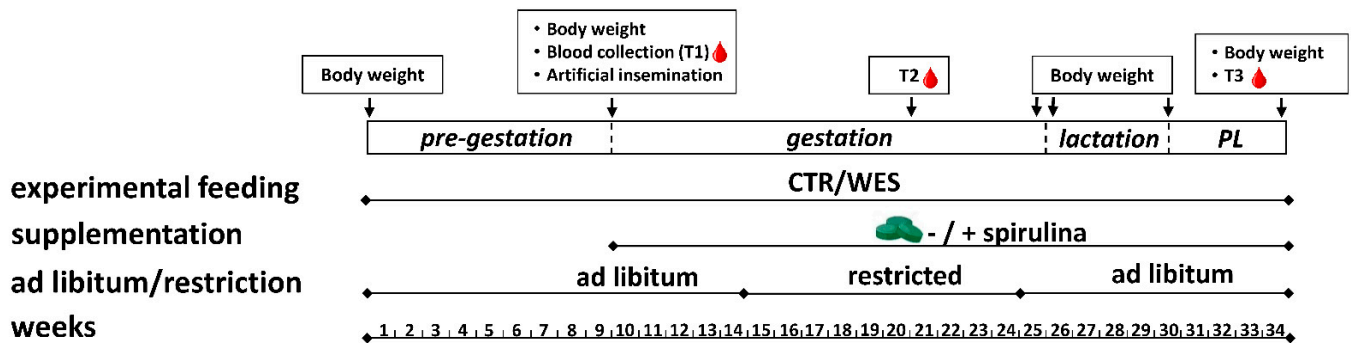 Body weight
• Body weight
• Blood collection (T1)
• Artificial insemination
T2
Body weight
• Body weight
• T3
pre-gestation gestation lactation PL
experimental feeding CTR/WES
supplementation - / + spirulina
ad libitum/restriction ad libitum restricted ad libitum
weeks 1 2 3 4 5 6 7 8 9 10 11 12 13 14 15 16 17 18 19 20 21 22 23 24 25 26 27 28 29 30 31 32 33 34